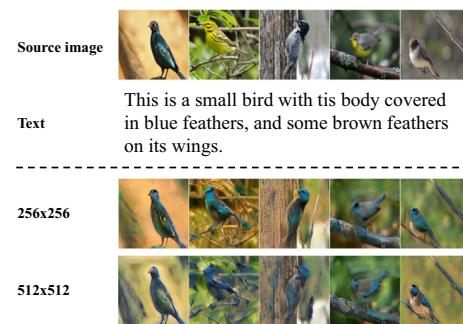 Source image
Text
This is a small bird with tis body covered
in blue feathers, and some brown feathers
on its wings.
256x256
512x512